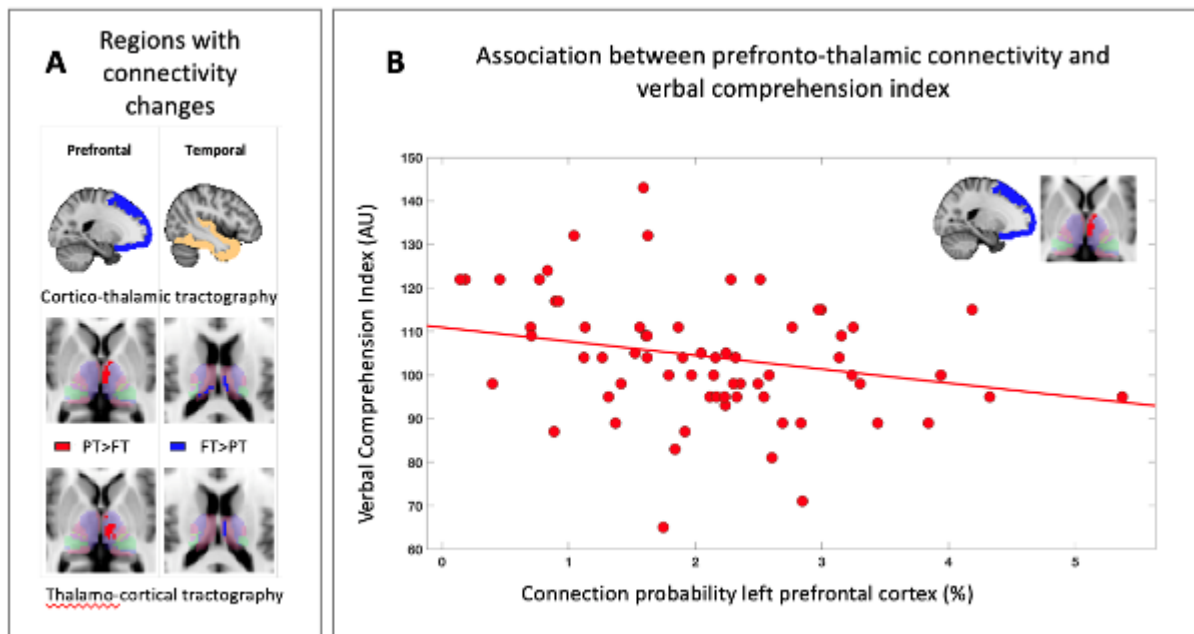 A
Regions with
connectivity
changes
Prefrontal
Temporal
Cortico-thalamic tractography
PT>FT
FT>PT
Thalamo-cortical tractography
B
Association between prefronto-thalamic connectivity and
verbal comprehension index
Verbal Comprehension Index (AU)
150
140
130
120
110
100
90
80
70
60
0
1
2
3
4
5
Connection probability left prefrontal cortex (%)